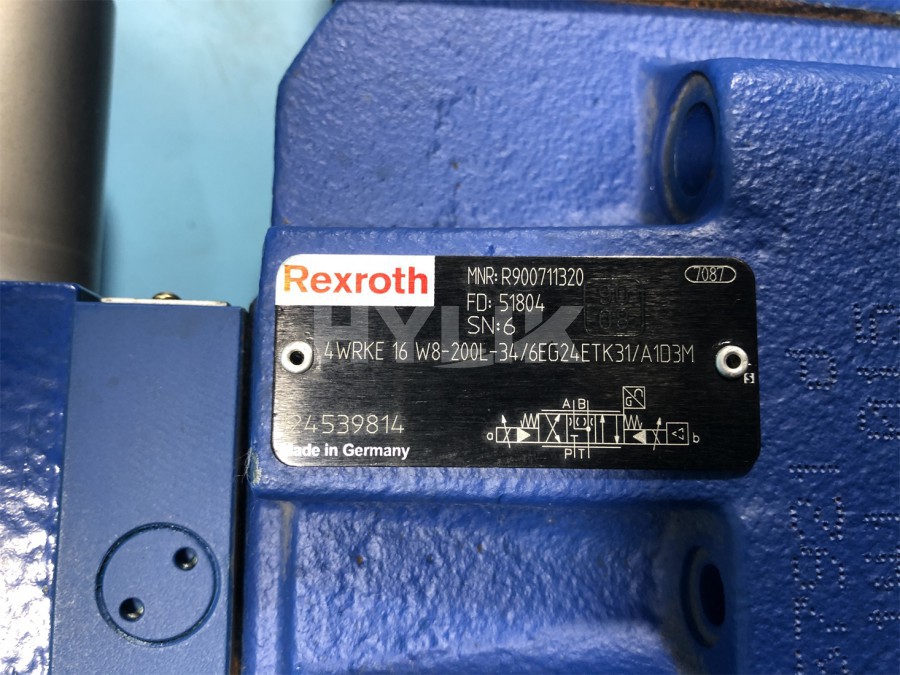 Rexroth
MNR: R900711320
7087
FD: 51804
SN: 6
HYLIK
4WRKE 16 W8-200L-34/6EG24ETK31/A1D3M
24539814
Made in Germany
A B
a
b
P T
G
S